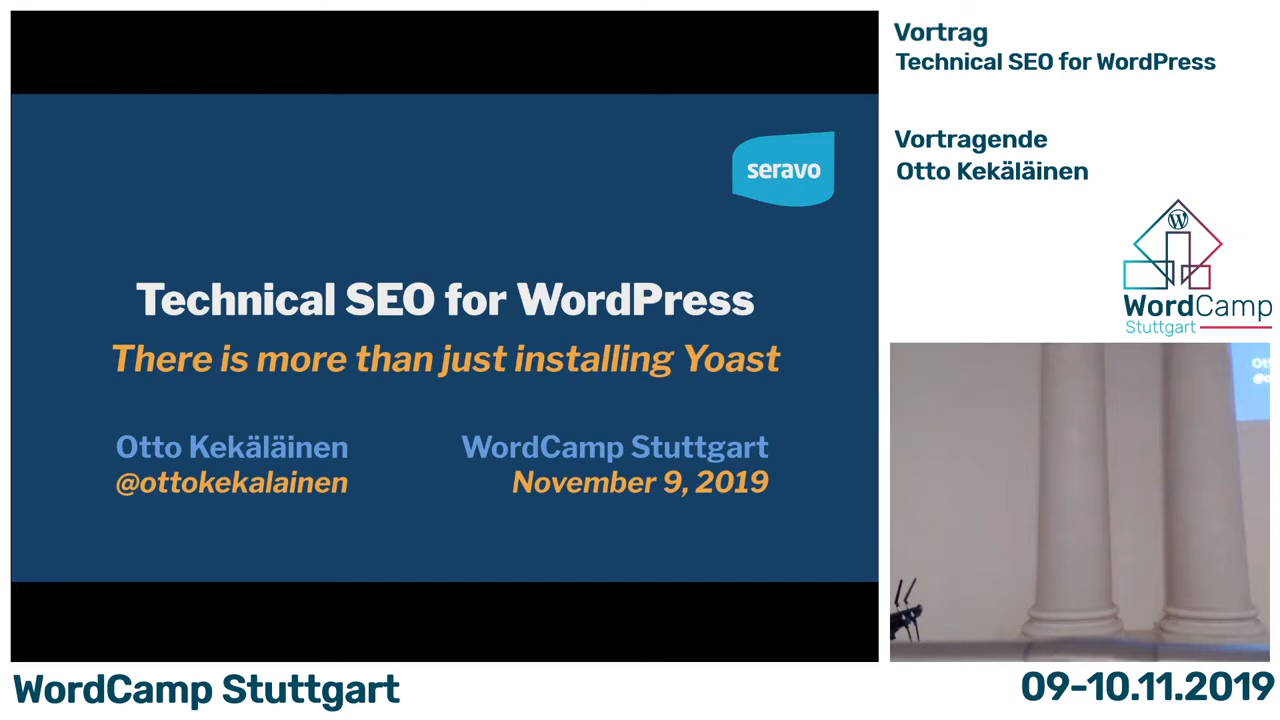 seravo
Technical SEO for WordPress
There is more than just installing Yoast
Otto Kekäläinen
@ottokekalainen
WordCamp Stuttgart
November 9, 2019
Vortrag
Technical SEO for WordPress
Vortragende
Otto Kekäläinen
WordCamp
Stuttgart
WordCamp Stuttgart
09-10.11.2019